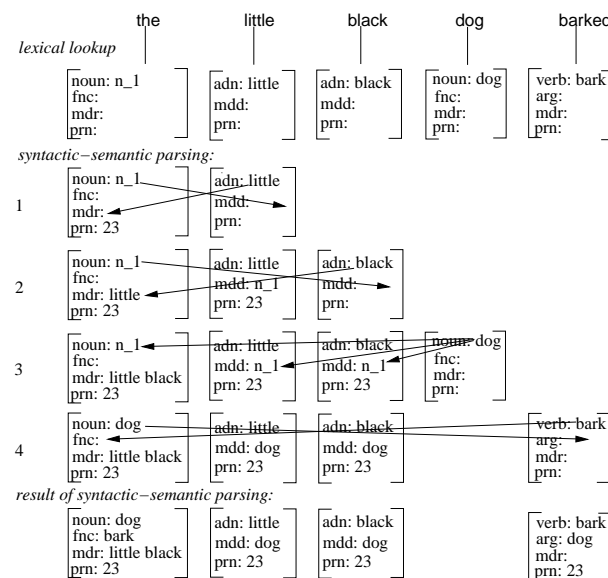 the little black dog barked
lexical lookup
noun: n_1 adn: little adn: black noun: dog verb: bark
fnc: mdd: mdd: fnc: arg:
mdr: prn: prn: mdr: mdr:
prn: prn: prn:
syntactic−semantic parsing:
noun: n_1 adn: little
1 fnc: mdd:
mdr: prn:
prn: 23
noun: n_1 adn: little adn: black
2 fnc: mdd: n_1 mdd:
mdr: little prn: 23 prn:
prn: 23
noun: n_1 adn: little adn: black noun: dog
3 fnc: mdd: n_1 mdd: n_1 fnc:
mdr: little black prn: 23 prn: 23 mdr:
prn: 23 prn:
noun: dog adn: little adn: black verb: bark
4 fnc: mdd: dog mdd: dog arg:
mdr: little black prn: 23 prn: 23 mdr:
prn: 23 prn:
result of syntactic−semantic parsing:
noun: dog adn: little adn: black verb: bark
fnc: bark mdd: dog mdd: dog arg: dog
mdr: little black prn: 23 prn: 23 mdr:
prn: 23 prn: 23